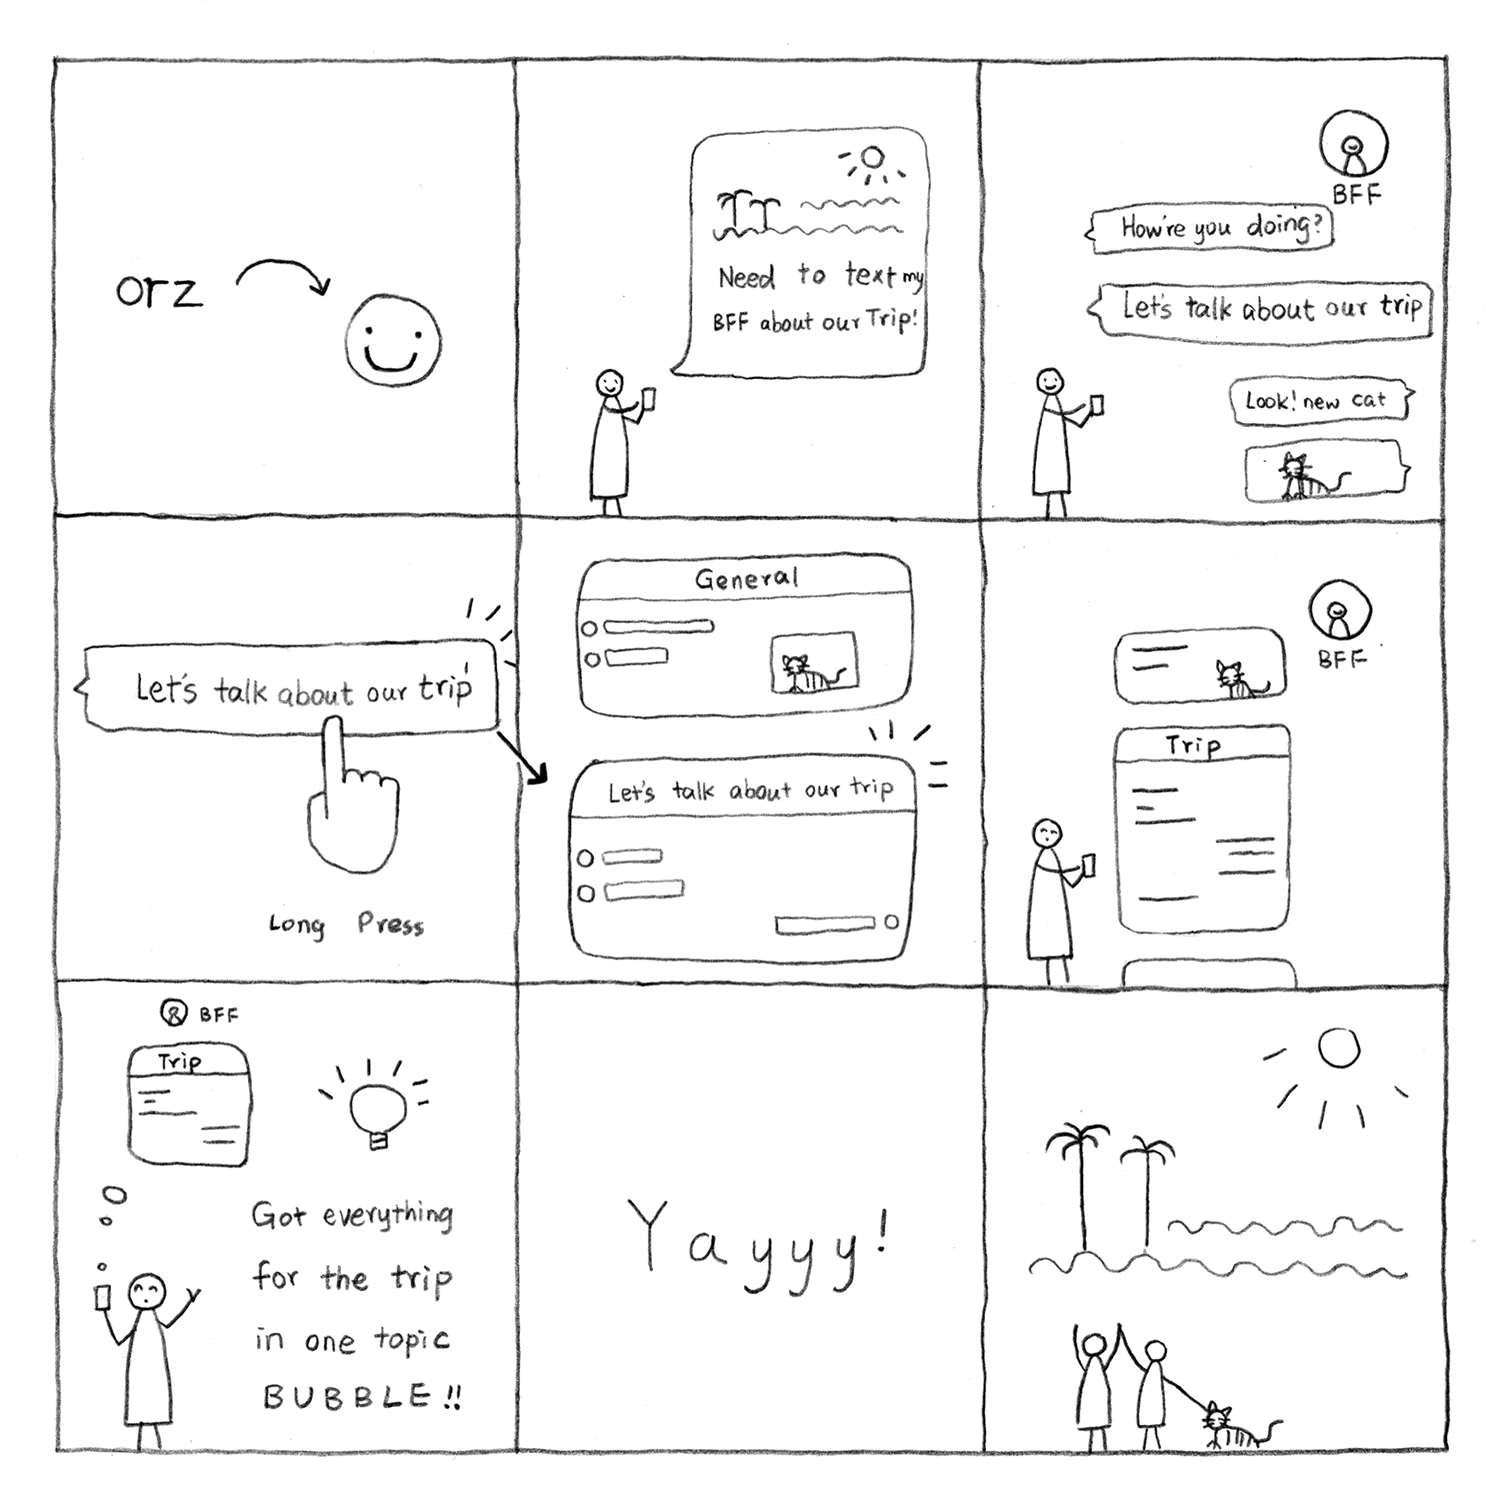 orz
Need to text my
BFF about our Trip!
BFF
How're you doing?
Let's talk about our trip
Look! new cat
Let's talk about our trip
Long Press
General
Let's talk about our trip
BFF
Trip
BFF
Trip
Got everything
for the trip
in one topic
BUBBLE!!
Yayyy!